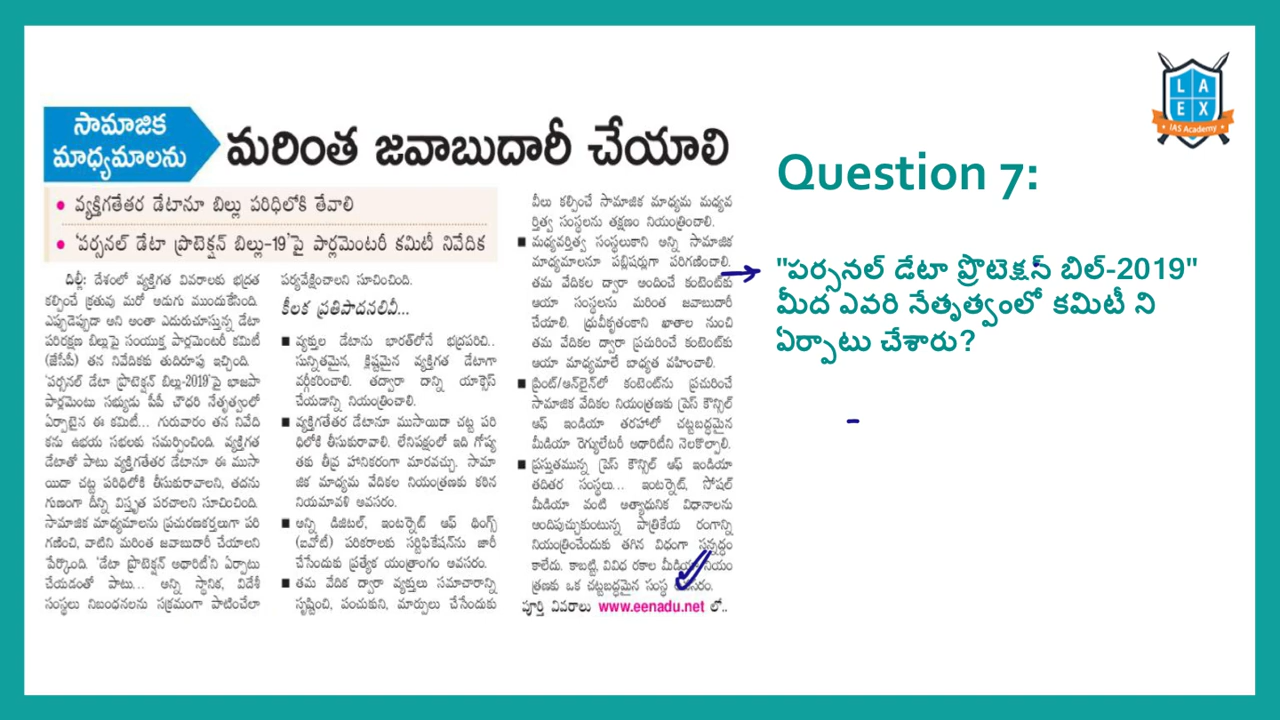 సామాజిక
మాధ్యమాలను
మరింత జవాబుదారీ చేయాలి
• వ్యక్తిగతేతర డేటానూ బిల్లు పరిధిలోకి తేవాలి
• 'పర్సనల్ డేటా ప్రొటెక్షన్ బిల్లు-19'పై పార్లమెంటరీ కమిటీ నివేదిక
దిల్లీ: దేశంలో వ్యక్తిగత వివరాలకు భద్రత
కల్పించే క్రతువు మరో అడుగు ముందుకేసింది.
ఎప్పుడెప్పుడా అని అంతా ఎదురుచూస్తున్న డేటా
పరిరక్షణ బిల్లుపై సంయుక్త పార్లమెంటరీ కమిటీ
(జేసీపీ) తన నివేదికకు తుదిరూపు ఇచ్చింది.
'పర్సనల్ డేటా ప్రొటెక్షన్ బిల్లు-2019'పై భాజపా
పార్లమెంటు సభ్యుడు పీపీ చౌధరి నేతృత్వంలో
ఏర్పాటైన ఈ కమిటీ... గురువారం తన నివేది
కను ఉభయ సభలకు సమర్పించింది. వ్యక్తిగత
డేటాతో పాటు వ్యక్తిగతేతర డేటానూ ఈ ముసా
యిదా చట్ట పరిధిలోకి తీసుకురావాలని, తదను
గుణంగా దీన్ని విస్తృత పరచాలని సూచించింది.
సామాజిక మాధ్యమాలను ప్రచురణకర్తలుగా పరి
గణించి, వాటిని మరింత జవాబుదారీ చేయాలని
పేర్కొంది. 'డేటా ప్రొటెక్షన్ అథారిటీ'ని ఏర్పాటు
చేయడంతో పాటు... అన్ని స్థానిక, విదేశీ
సంస్థలు నిబంధనలను సక్రమంగా పాటించేలా
పర్యవేక్షించాలని సూచించింది.
కీలక ప్రతిపాదనలివీ...
■ వ్యక్తుల డేటాను భారత్‌లోనే భద్రపరిచి..
సున్నితమైన, క్లిష్టమైన వ్యక్తిగత డేటాగా
వర్గీకరించాలి. తద్వారా దాన్ని యాక్సెస్
చేయడాన్ని నియంత్రించాలి.
■ వ్యక్తిగతేతర డేటానూ ముసాయిదా చట్ట పరి
ధిలోకి తీసుకురావాలి. లేనిపక్షంలో ఇది గోప్య
తకు తీవ్ర హానికరంగా మారవచ్చు. సామా
జిక మాధ్యమ వేదికల నియంత్రణకు కఠిన
నియమావళి అవసరం.
■ అన్ని డిజిటల్, ఇంటర్నెట్ ఆఫ్ థింగ్స్
(ఐవోటీ) పరికరాలకు సర్టిఫికేషన్‌ను జారీ
చేసేందుకు ప్రత్యేక యంత్రాంగం అవసరం.
■ తమ వేదిక ద్వారా వ్యక్తులు సమాచారాన్ని
సృష్టించి, పంచుకుని, మార్పులు చేసేందుకు
వీలు కల్పించే సామాజిక మాధ్యమ మధ్యవ
ర్తిత్వ సంస్థలను తక్షణం నియంత్రించాలి.
■ మధ్యవర్తిత్వ సంస్థలుకాని అన్ని సామాజిక
మాధ్యమాలనూ పబ్లిషర్లుగా పరిగణించాలి.
తమ వేదికల ద్వారా అందించే కంటెంట్‌కు
ఆయా సంస్థలను మరింత జవాబుదారీ
చేయాలి. ధ్రువీకృతంకాని ఖాతాల నుంచి
తమ వేదికల ద్వారా ప్రచురించే కంటెంట్‌కు
ఆయా మాధ్యమాలే బాధ్యత వహించాలి.
■ ప్రింట్/ఆన్‌లైన్‌లో కంటెంట్‌ను ప్రచురించే
సామాజిక వేదికల నియంత్రణకు ప్రెస్ కౌన్సిల్
ఆఫ్ ఇండియా తరహాలో చట్టబద్ధమైన
మీడియా రెగ్యులేటరీ అథారిటీని నెలకొల్పాలి.
■ ప్రస్తుతమున్న ప్రెస్ కౌన్సిల్ ఆఫ్ ఇండియా
తదితర సంస్థలు... ఇంటర్నెట్, సోషల్
మీడియా వంటి అత్యాధునిక విధానాలను
అందిపుచ్చుకుంటున్న పాత్రికేయ రంగాన్ని
నియంత్రించేందుకు తగిన విధంగా సన్నద్ధం
కాలేదు. కాబట్టి, వివిధ రకాల మీడియా నియం
త్రణకు ఒక చట్టబద్ధమైన సంస్థ అవసరం.
పూర్తి వివరాలు www.eenadu.net లో..
L A
E X
IAS Academy
Question 7:
"పర్సనల్ డేటా ప్రొటెక్షన్ బిల్-2019"
మీద ఎవరి నేతృత్వంలో కమిటీ ని
ఏర్పాటు చేశారు?